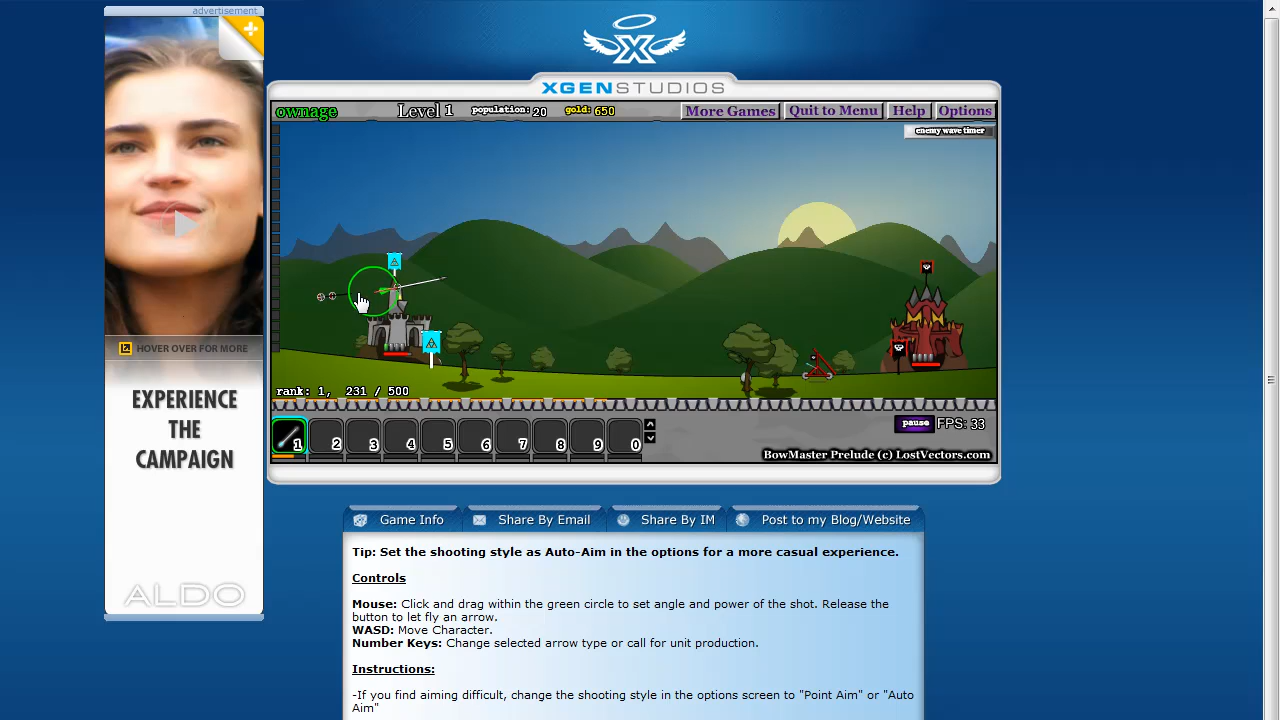 advertisement
XGENSTUDIOS
ownage Level 1 population: 20 gold: 650 More Games Quit to Menu Help Options
enemy wave timer
HOVER OVER FOR MORE
EXPERIENCE
THE
CAMPAIGN
ALDO
rank: 1, 231 / 500
1 2 3 4 5 6 7 8 9 0
pause FPS: 33
BowMaster Prelude (c) LostVectors.com
Game Info Share By Email Share By IM Post to my Blog/Website
Tip: Set the shooting style as Auto-Aim in the options for a more casual experience.
Controls
Mouse: Click and drag within the green circle to set angle and power of the shot. Release the
button to let fly an arrow.
WASD: Move Character.
Number Keys: Change selected arrow type or call for unit production.
Instructions:
-If you find aiming difficult, change the shooting style in the options screen to "Point Aim" or "Auto
Aim"